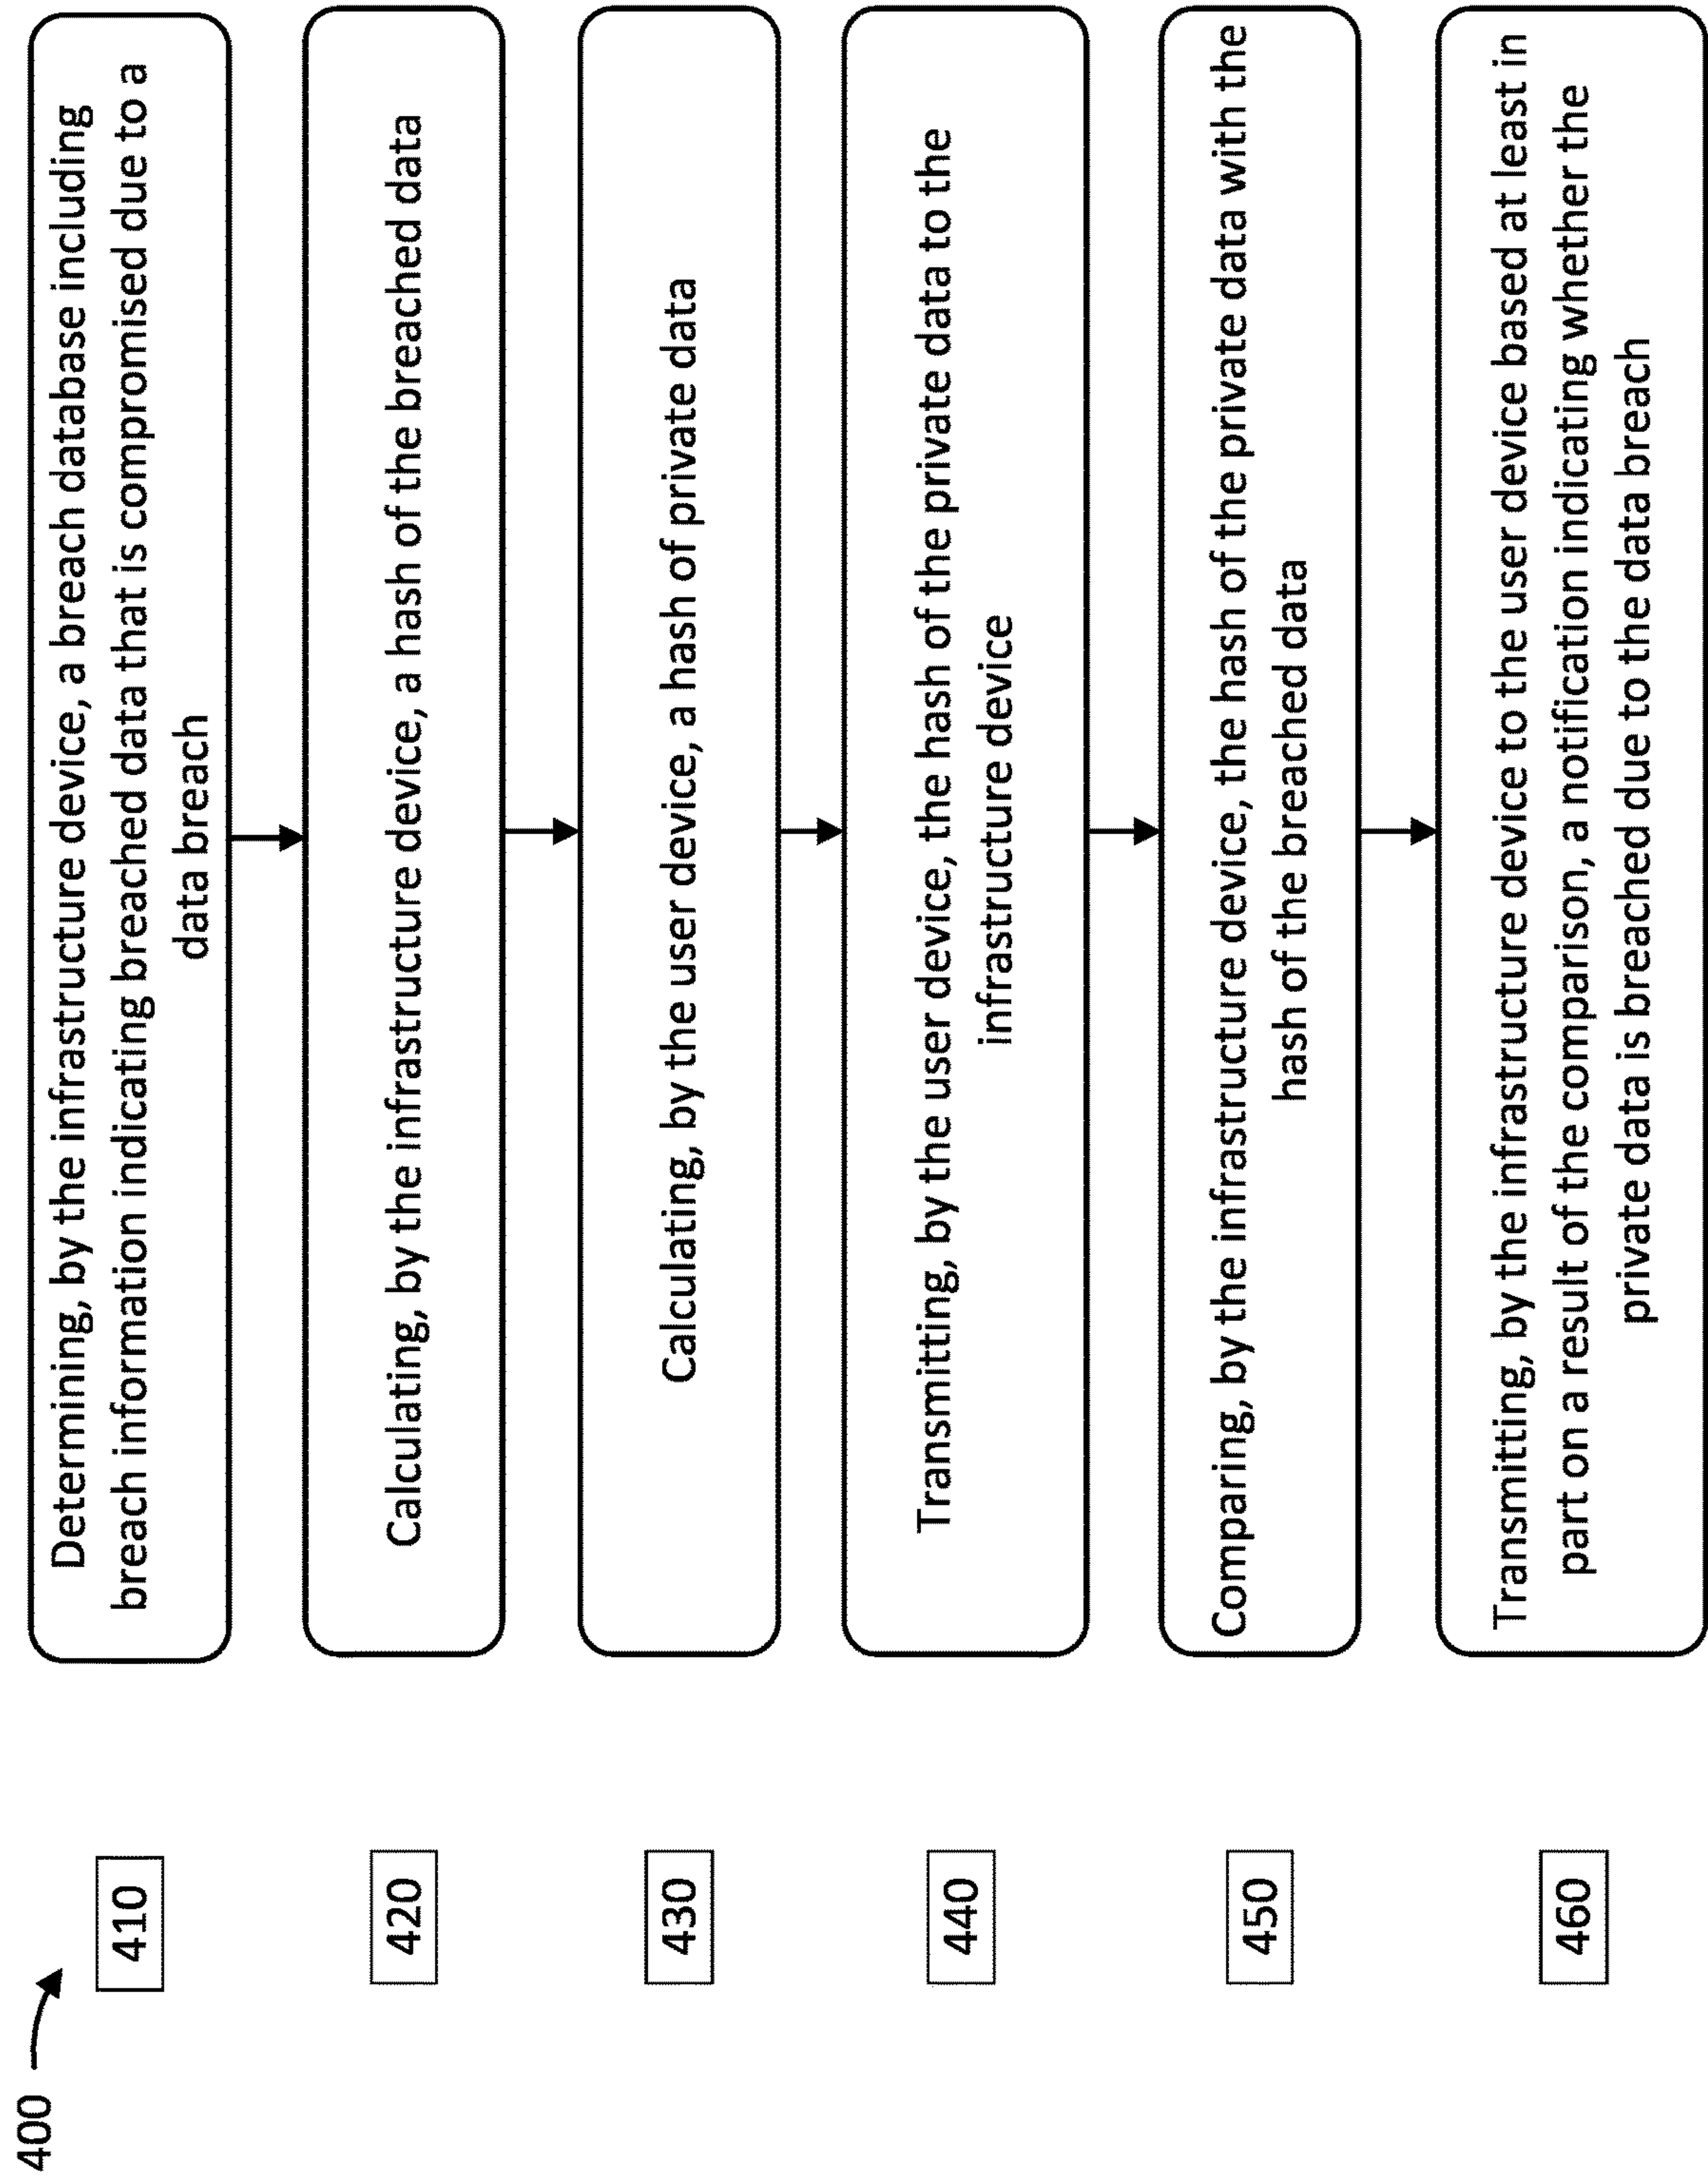 400
410
Determining, by the infrastructure device, a breach database including
breach information indicating breached data that is compromised due to a
data breach
420
Calculating, by the infrastructure device, a hash of the breached data
430
Calculating, by the user device, a hash of private data
440
Transmitting, by the user device, the hash of the private data to the
infrastructure device
450
Comparing, by the infrastructure device, the hash of the private data with the
hash of the breached data
460
Transmitting, by the infrastructure device to the user device based at least in
part on a result of the comparison, a notification indicating whether the
private data is breached due to the data breach